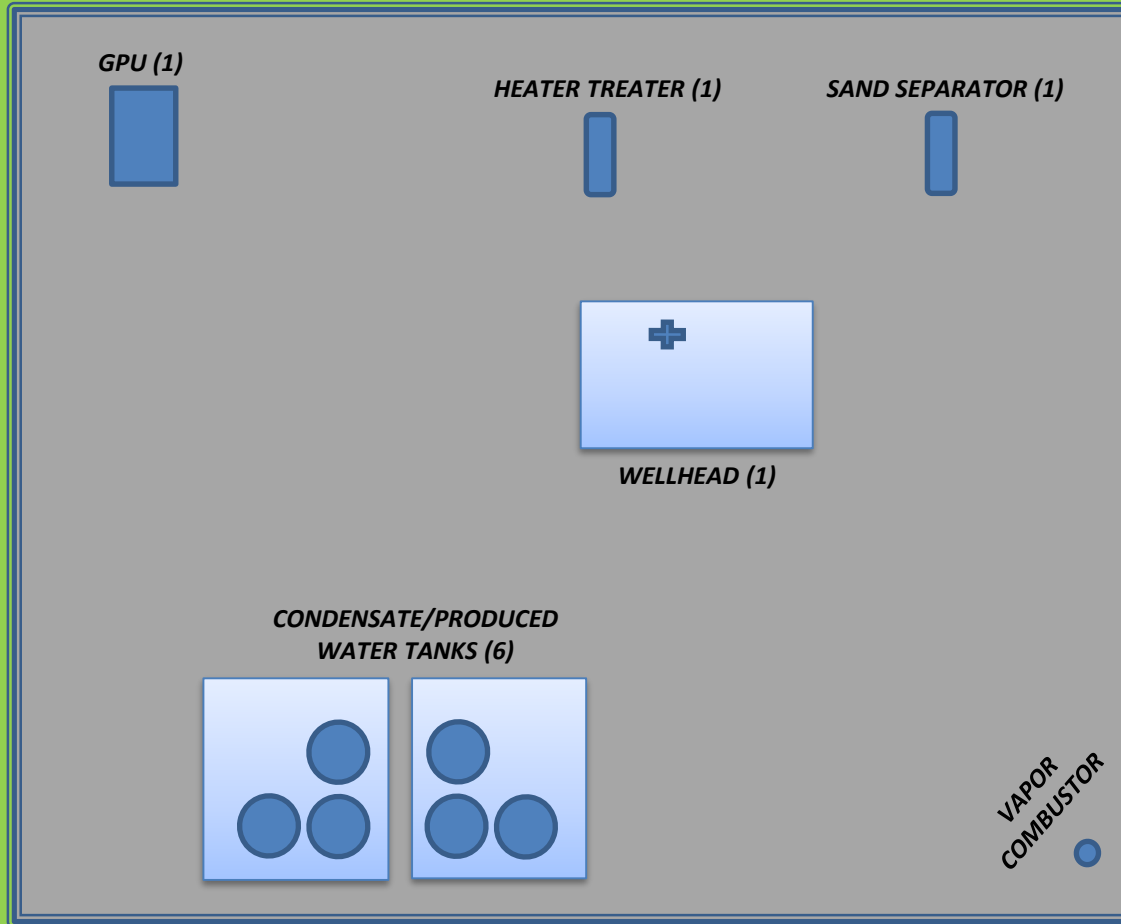 GPU (1)
HEATER TREATER (1)
SAND SEPARATOR (1)
WELLHEAD (1)
CONDENSATE/PRODUCED
WATER TANKS (6)
VAPOR
COMBUSTOR